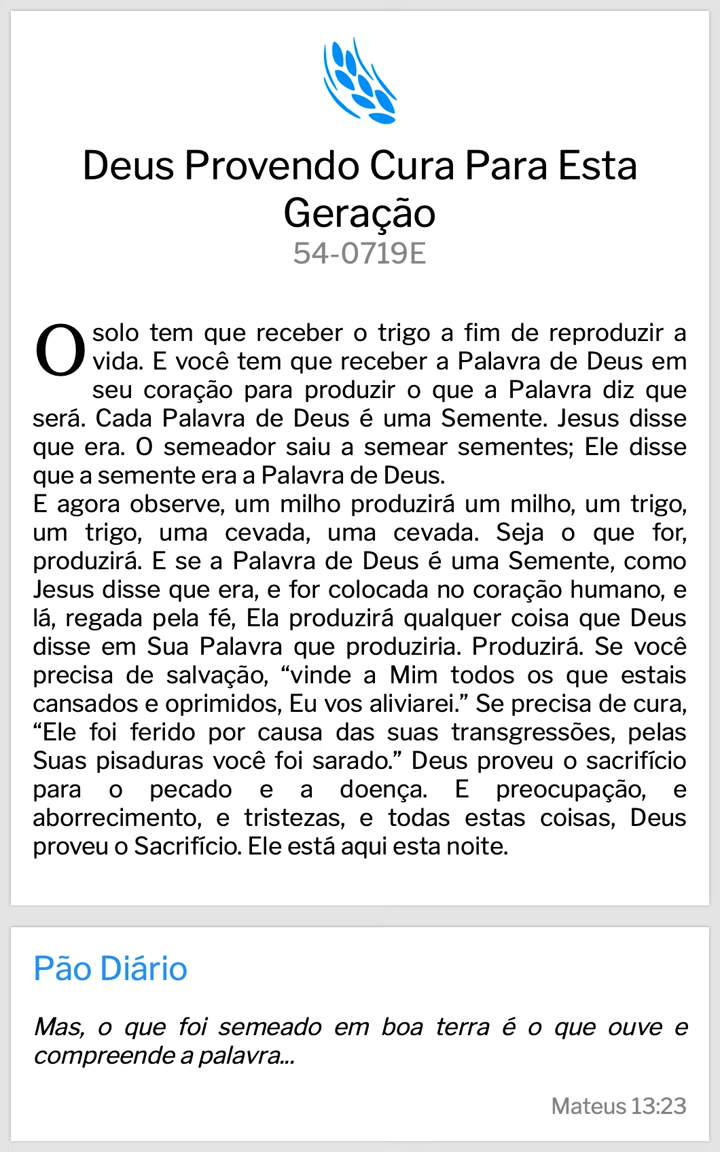 Deus Provendo Cura Para Esta
Geração
54-0719E
O solo tem que receber o trigo a fim de reproduzir a
vida. E você tem que receber a Palavra de Deus em
seu coração para produzir o que a Palavra diz que
será. Cada Palavra de Deus é uma Semente. Jesus disse
que era. O semeador saiu a semear sementes; Ele disse
que a semente era a Palavra de Deus.
E agora observe, um milho produzirá um milho, um trigo,
um trigo, uma cevada, uma cevada. Seja o que for,
produzirá. E se a Palavra de Deus é uma Semente, como
Jesus disse que era, e for colocada no coração humano, e
lá, regada pela fé, Ela produzirá qualquer coisa que Deus
disse em Sua Palavra que produziria. Produzirá. Se você
precisa de salvação, “vinde a Mim todos os que estais
cansados e oprimidos, Eu vos aliviarei.” Se precisa de cura,
“Ele foi ferido por causa das suas transgressões, pelas
Suas pisaduras você foi sarado.” Deus proveu o sacrifício
para o pecado e a doença. E preocupação, e
aborrecimento, e tristezas, e todas estas coisas, Deus
proveu o Sacrifício. Ele está aqui esta noite.
Pão Diário
Mas, o que foi semeado em boa terra é o que ouve e
compreende a palavra...
Mateus 13:23